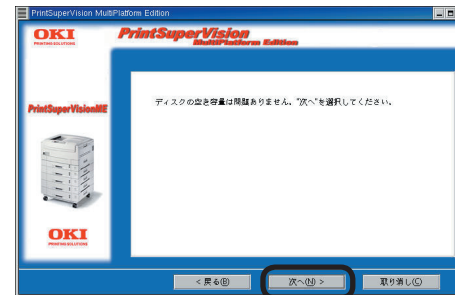 PrintSuperVision MultiPlatform Edition
OKI
PRINTING SOLUTIONS
PrintSuperVision
MultiPlatform Edition
ディスクの空き容量は問題ありません。"次へ"を選択してください。
PrintSuperVisionME
OKI
PRINTING SOLUTIONS
< 戻る(B)
次へ(N) >
取り消し(C)